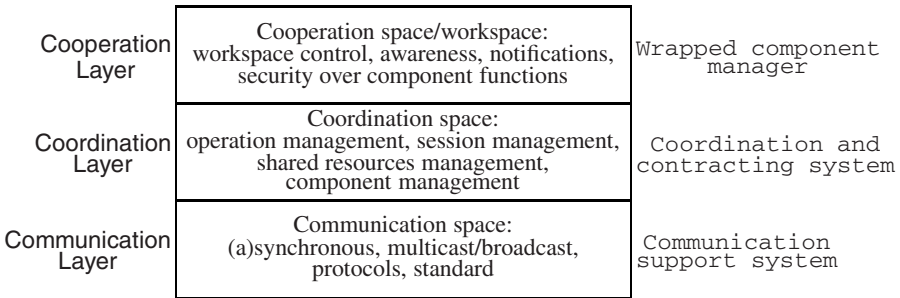 Cooperation
Layer
Cooperation space/workspace:
workspace control, awareness, notifications,
security over component functions
Wrapped component
manager
Coordination
Layer
Coordination space:
operation management, session management,
shared resources management,
component management
Coordination and
contracting system
Communication
Layer
Communication space:
(a)synchronous, multicast/broadcast,
protocols, standard
Communication
support system